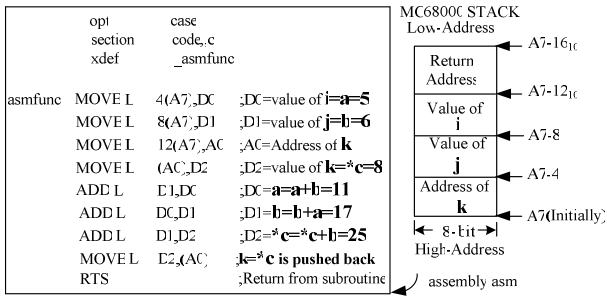 opt case
section code,.c
xdef _asmfunc
asmfunc MOVE L 4(A7),D0 ;D0=value of i=a=5
MOVE L 8(A7),D1 ;D1=value of j=b=6
MOVE L 12(A7),A0 ;A0=Address of k
MOVE L (A0),D2 ;D2=value of k=*c=8
ADD L D1,D0 ;D0=a=a+b=11
ADD L D0,D1 ;D1=b=b+a=17
ADD L D1,D2 ;D2=*c=*c+b=25
MOVE L D2,(A0) ;k=*c is pushed back
RTS ;Return from subroutine
MC68000 STACK
Low-Address
A7-16₁₀
Return
Address
A7-12₁₀
Value of
i
A7-8
Value of
j
A7-4
Address of
k
A7(Initially)
8-bit
High-Address
assembly asm